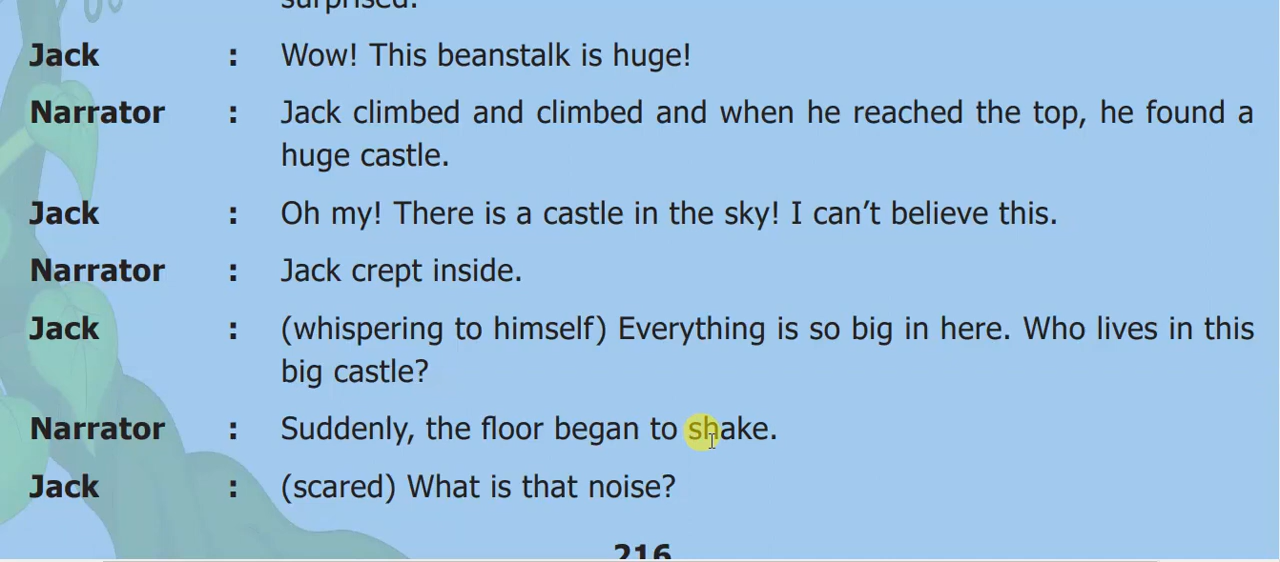 surprised.
Jack : Wow! This beanstalk is huge!
Narrator : Jack climbed and climbed and when he reached the top, he found a
huge castle.
Jack : Oh my! There is a castle in the sky! I can’t believe this.
Narrator : Jack crept inside.
Jack : (whispering to himself) Everything is so big in here. Who lives in this
big castle?
Narrator : Suddenly, the floor began to shake.
Jack : (scared) What is that noise?
216